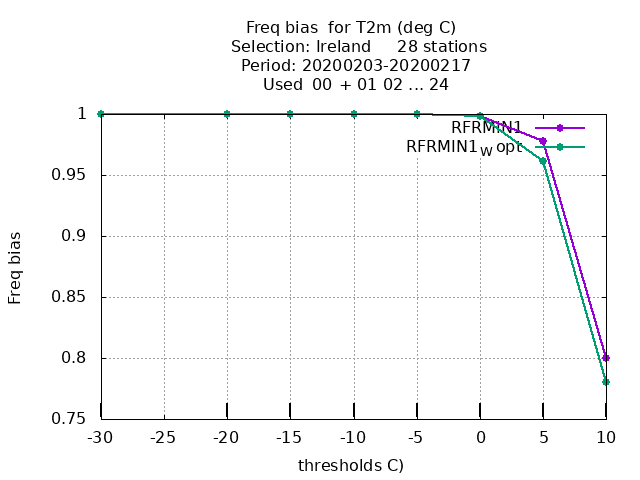 Freq bias  for T2m (deg C)
Selection: Ireland     28 stations
Period: 20200203-20200217
Used  00 + 01 02 ... 24
1
RFRMIN1
RFRMIN1W opt
0.95
0.9
0.85
0.8
0.75
Freq bias
-30 -25 -20 -15 -10 -5 0 5 10
thresholds C)